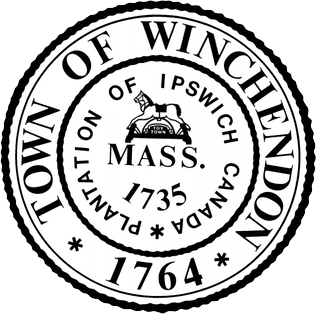 TOWN OF WINCHENDON
* 1764 *
PLANTATION OF IPSWICH CANADA *
TOY TOWN
MASS.
1735